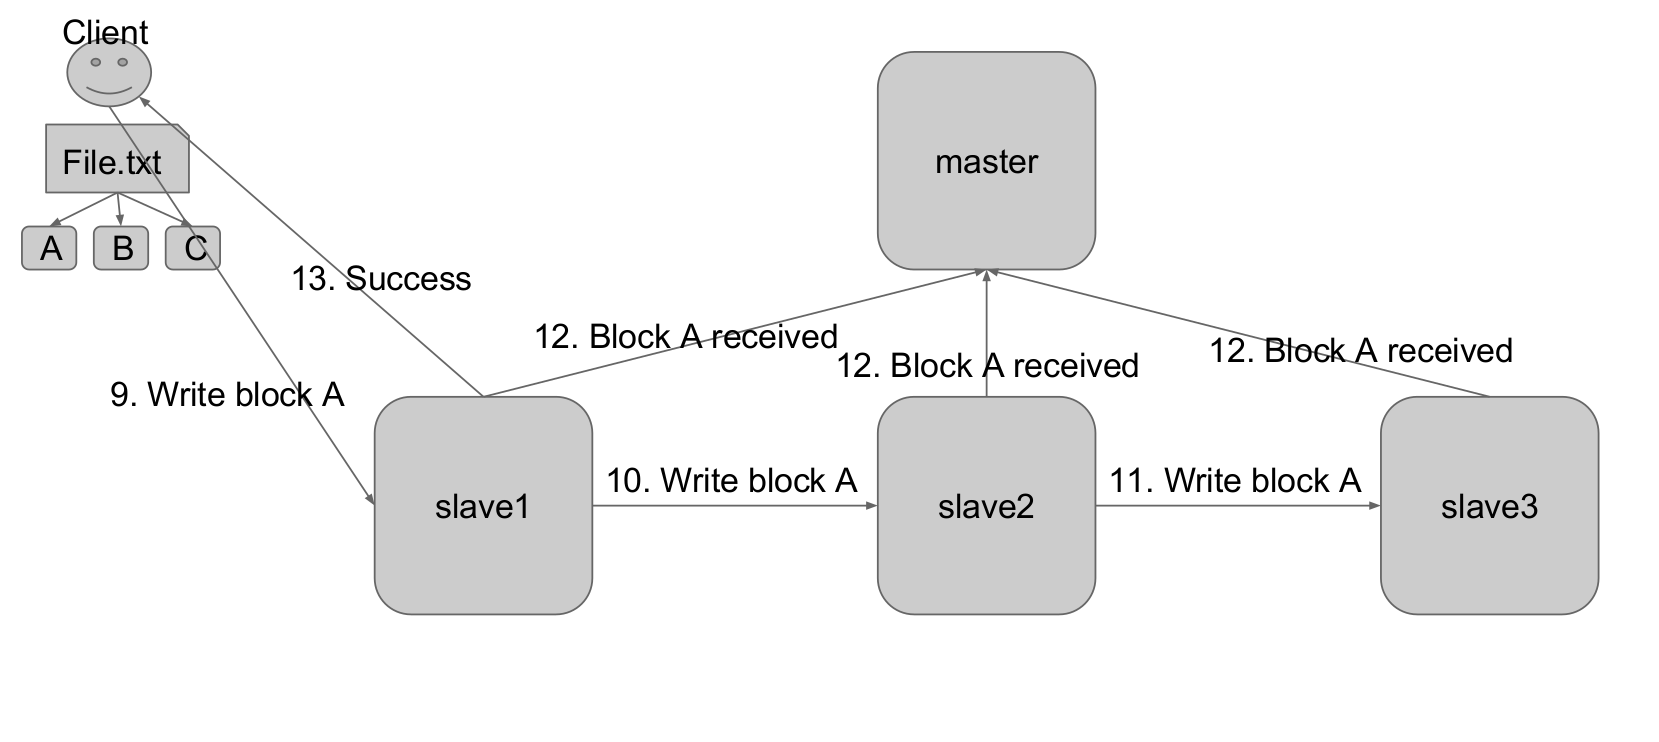 Client
File.txt
A
B
C
master
13. Success
12. Block A received
12. Block A received
12. Block A received
9. Write block A
10. Write block A
11. Write block A
slave1
slave2
slave3